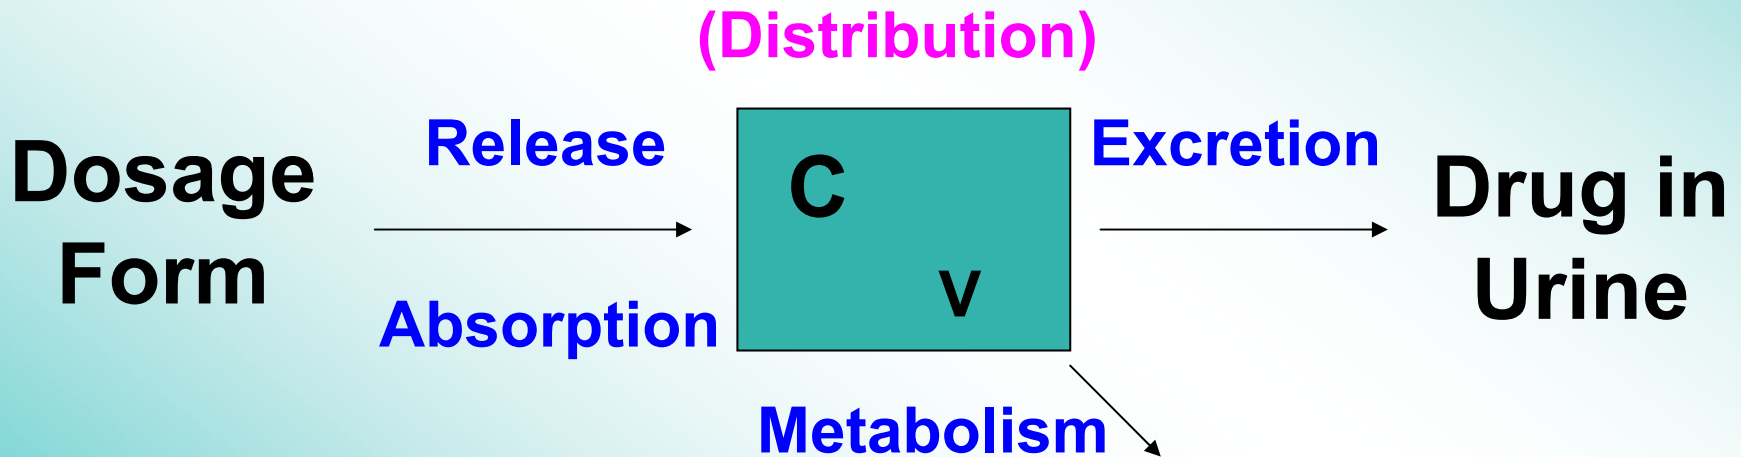 (Distribution)
Dosage
Form
Release
Absorption
C
V
Excretion
Drug in
Urine
Metabolism